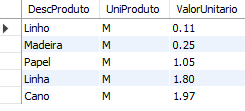 DescProduto UniProduto ValorUnitario
Linho M 0.11
Madeira M 0.25
Papel M 1.05
Linha M 1.80
Cano M 1.97